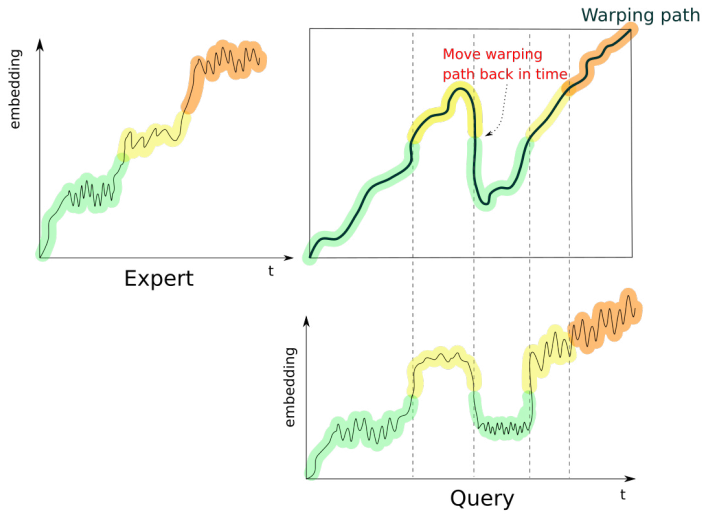 Warping path
embedding
Move warping
path back in time
t
Expert
embedding
t
Query